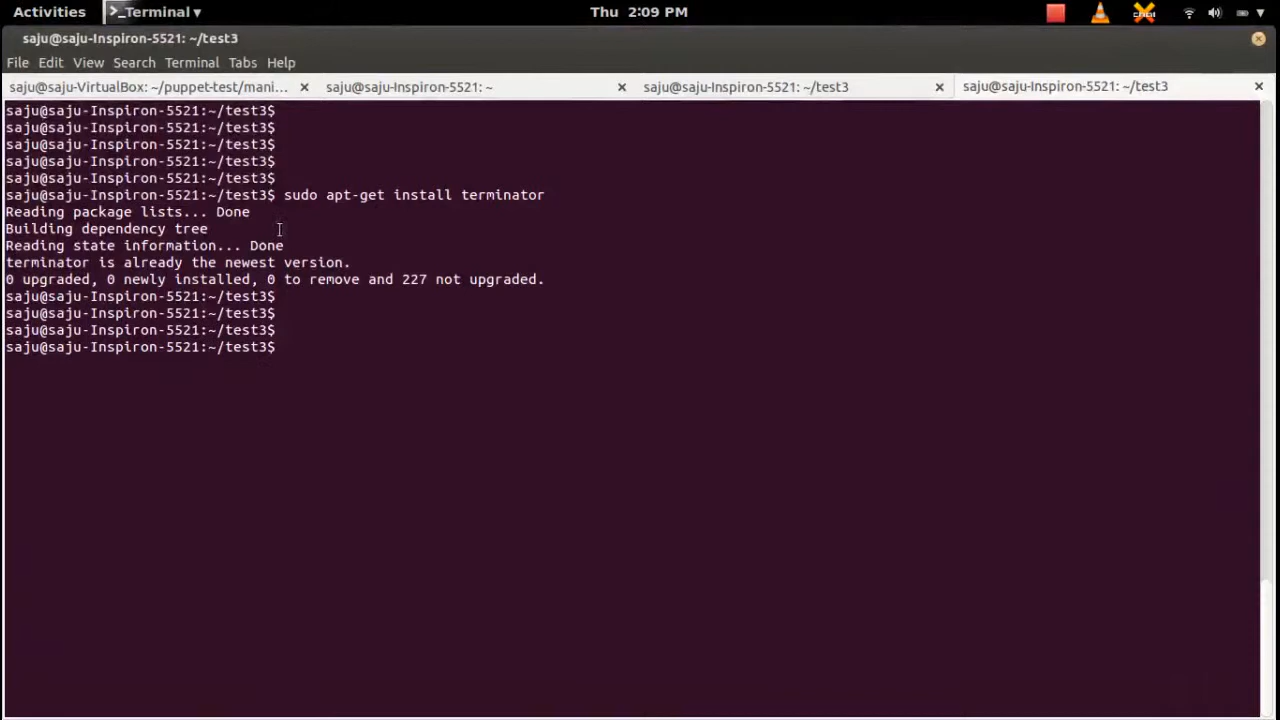 Activities >_Terminal ▾ Thu 2:09 PM
saju@saju-Inspiron-5521: ~/test3
File Edit View Search Terminal Tabs Help
saju@saju-VirtualBox: ~/puppet-test/mani... × saju@saju-Inspiron-5521: ~ × saju@saju-Inspiron-5521: ~/test3 × saju@saju-Inspiron-5521: ~/test3 ×
saju@saju-Inspiron-5521:~/test3$
saju@saju-Inspiron-5521:~/test3$
saju@saju-Inspiron-5521:~/test3$
saju@saju-Inspiron-5521:~/test3$
saju@saju-Inspiron-5521:~/test3$
saju@saju-Inspiron-5521:~/test3$ sudo apt-get install terminator
Reading package lists... Done
Building dependency tree
Reading state information... Done
terminator is already the newest version.
0 upgraded, 0 newly installed, 0 to remove and 227 not upgraded.
saju@saju-Inspiron-5521:~/test3$
saju@saju-Inspiron-5521:~/test3$
saju@saju-Inspiron-5521:~/test3$
saju@saju-Inspiron-5521:~/test3$